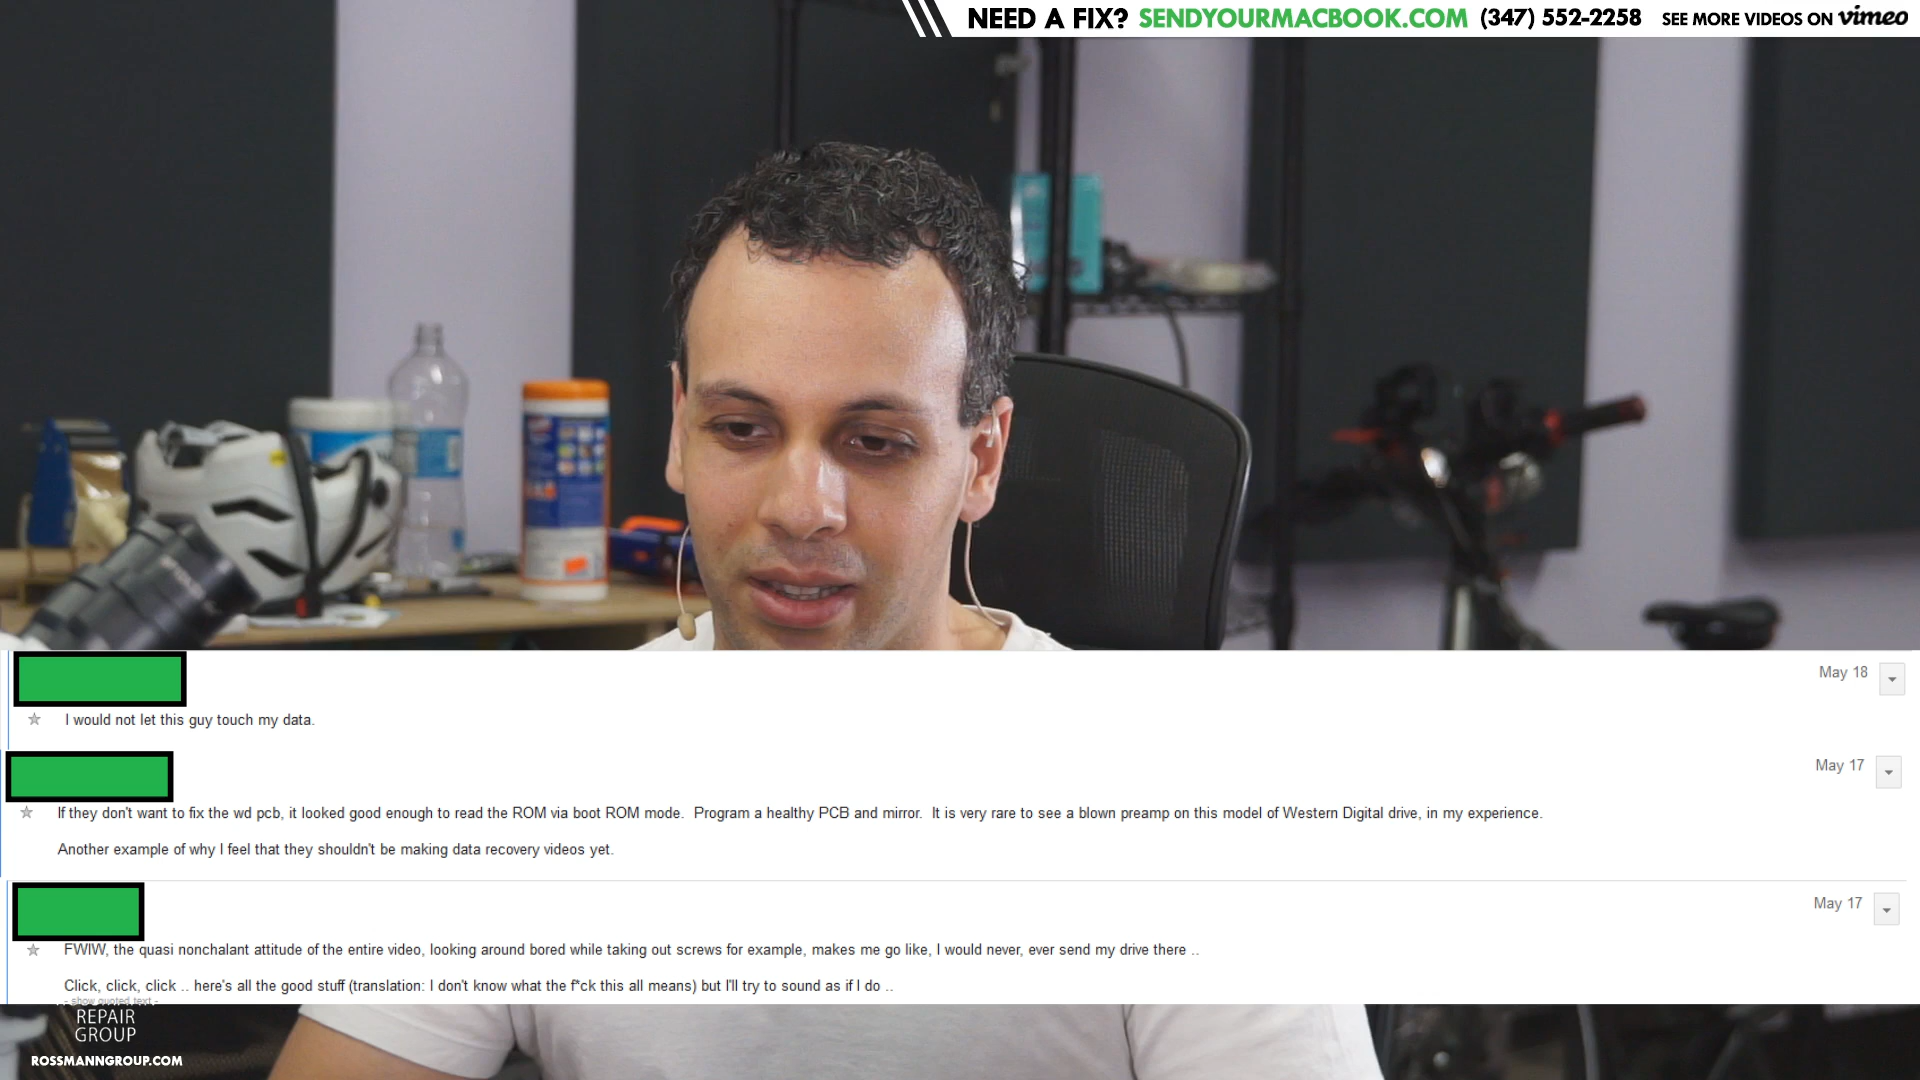 NEED A FIX? SENDYOURMACBOOK.COM (347) 552-2258 SEE MORE VIDEOS ON vimeo
May 18
I would not let this guy touch my data.
May 17
If they don't want to fix the wd pcb, it looked good enough to read the ROM via boot ROM mode. Program a healthy PCB and mirror. It is very rare to see a blown preamp on this model of Western Digital drive, in my experience.
Another example of why I feel that they shouldn't be making data recovery videos yet.
May 17
FWIW, the quasi nonchalant attitude of the entire video, looking around bored while taking out screws for example, makes me go like, I would never, ever send my drive there ..
Click, click, click .. here's all the good stuff (translation: I don't know what the f*ck this all means) but I'll try to sound as if I do ..
- show quoted text -
REPAIR
GROUP
ROSSMANNGROUP.COM